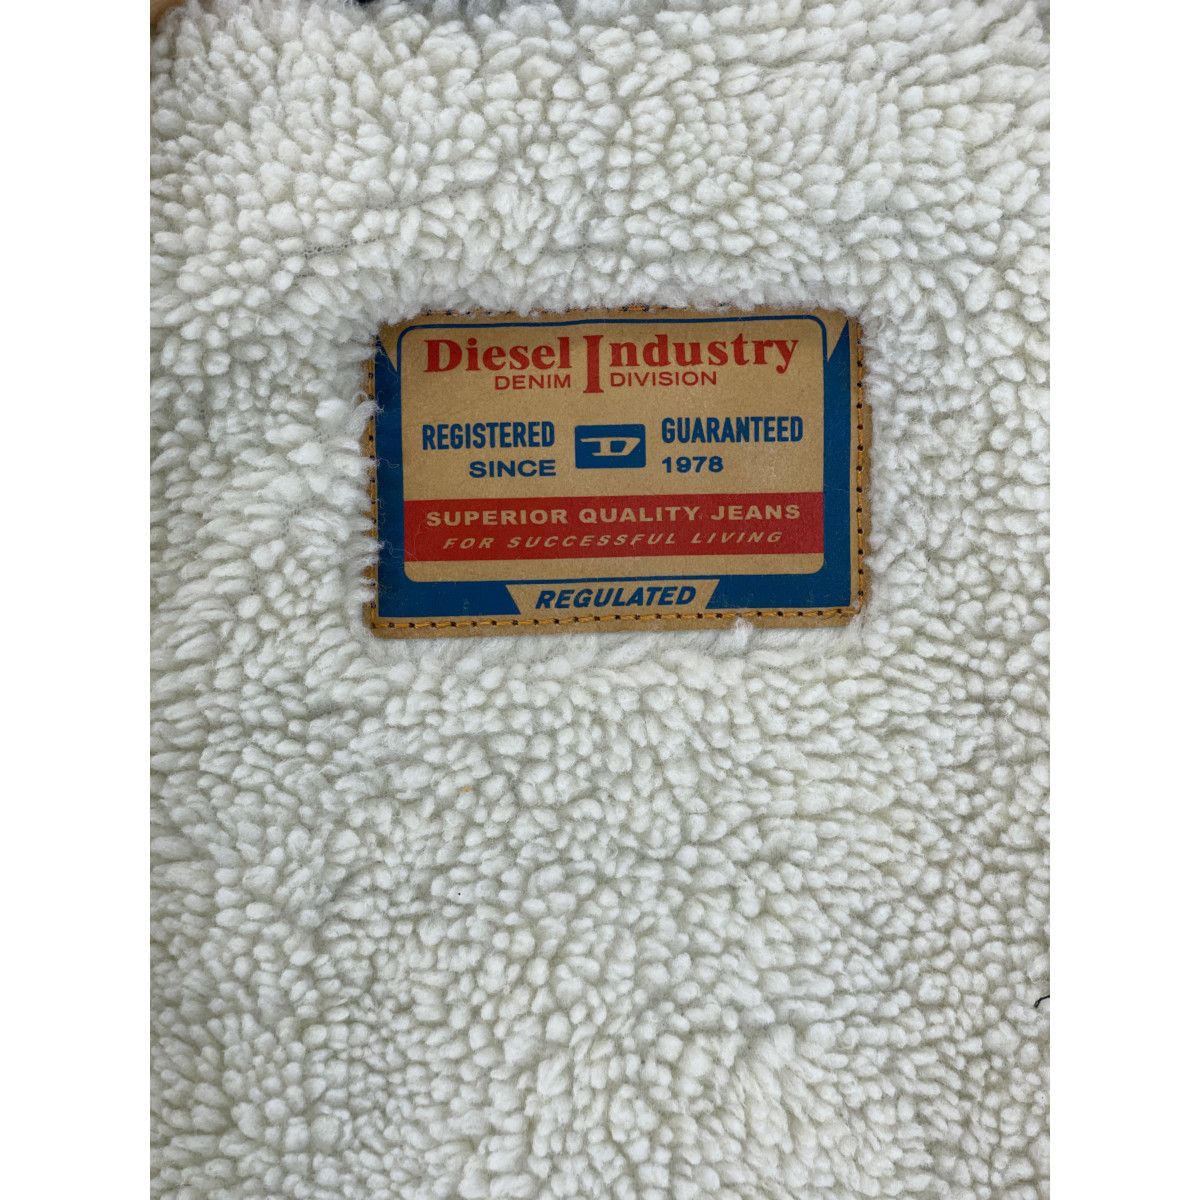 Diesel Industry
DENIM DIVISION
REGISTERED D GUARANTEED
SINCE 1978
SUPERIOR QUALITY JEANS
FOR SUCCESSFUL LIVING
REGULATED